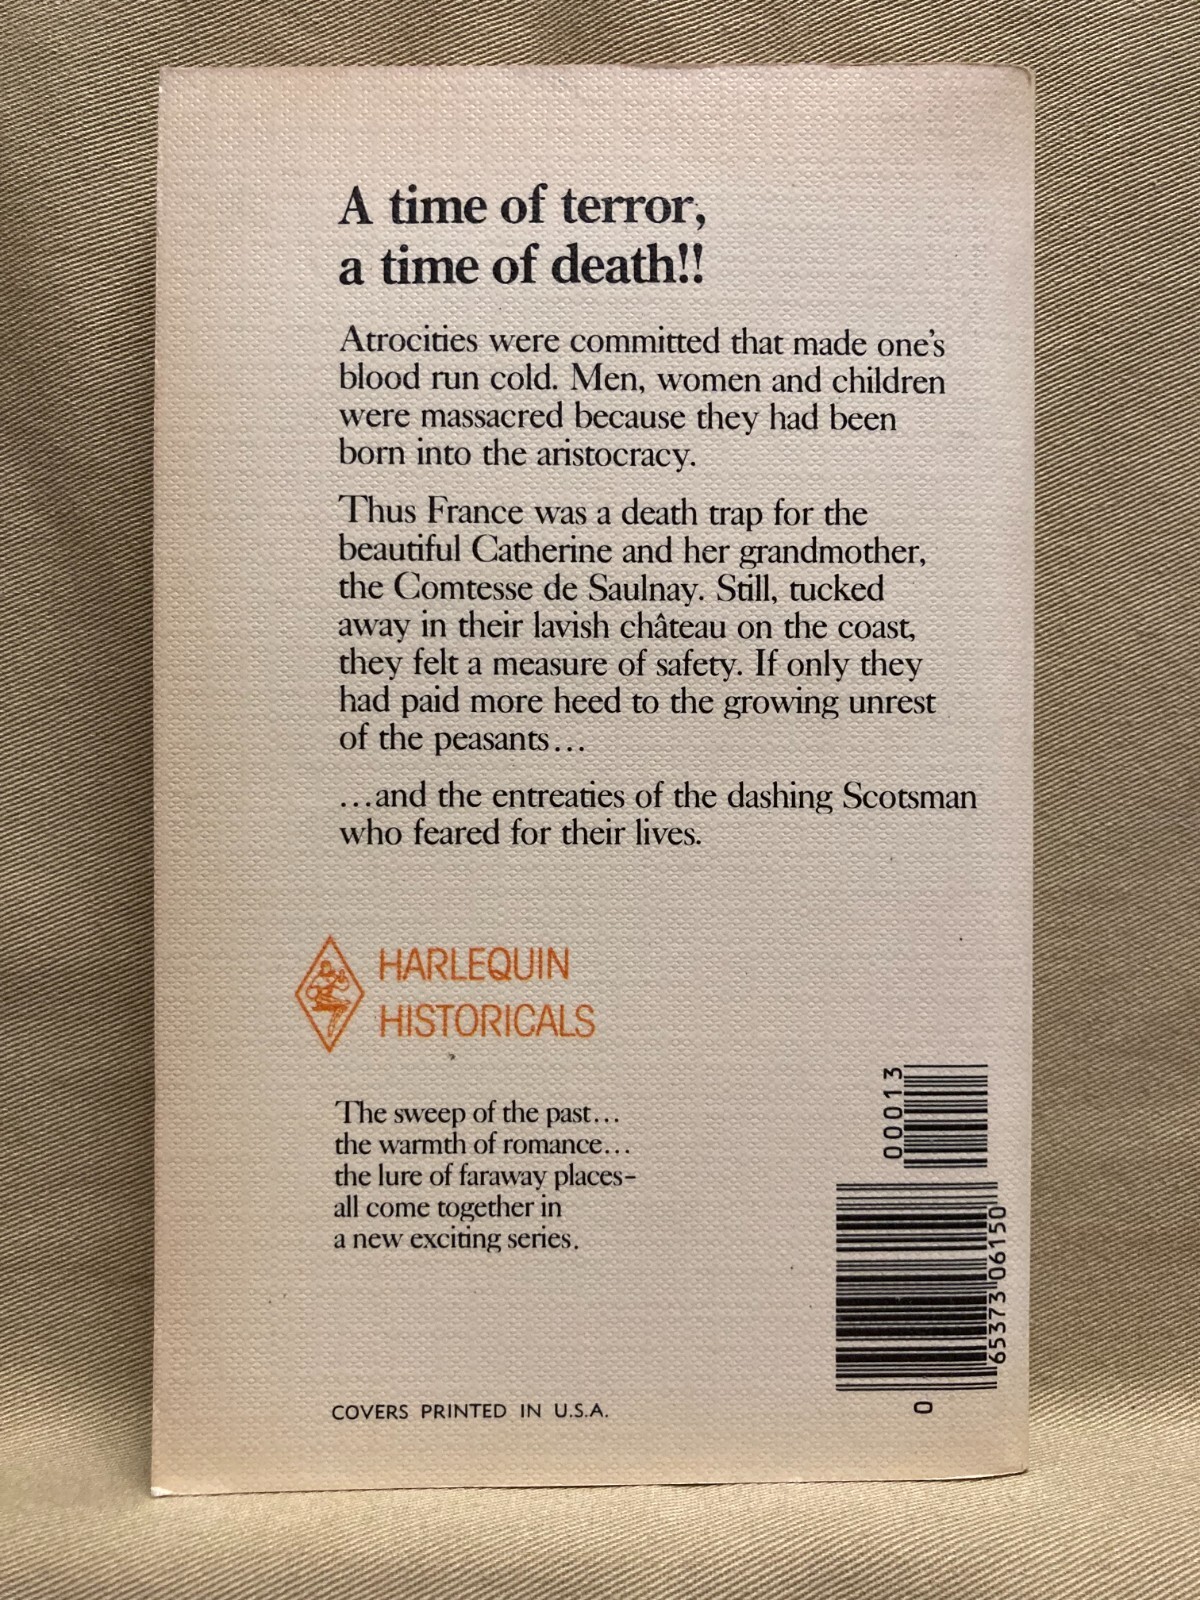 A time of terror,
a time of death!!
Atrocities were committed that made one's
blood run cold. Men, women and children
were massacred because they had been
born into the aristocracy.
Thus France was a death trap for the
beautiful Catherine and her grandmother,
the Comtesse de Saulnay. Still, tucked
away in their lavish château on the coast,
they felt a measure of safety. If only they
had paid more heed to the growing unrest
of the peasants...
...and the entreaties of the dashing Scotsman
who feared for their lives.
HARLEQUIN
HISTORICALS
The sweep of the past...
the warmth of romance...
the lure of faraway places-
all come together in
a new exciting series.
00013
0 65373 06150
COVERS PRINTED IN U.S.A.